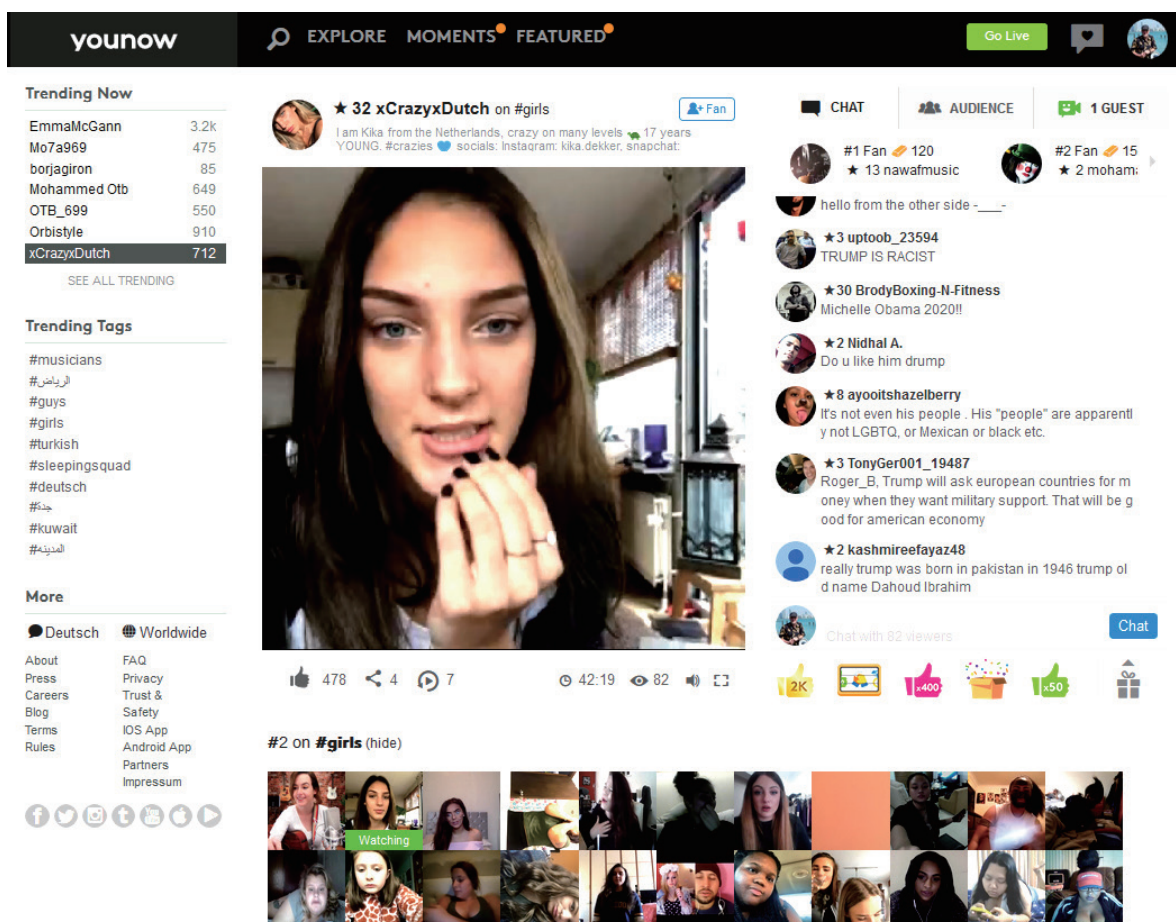 younow
EXPLORE MOMENTS FEATURED
Go Live
Trending Now
EmmaMcGann 3.2k
Mo7a969 475
borjagiron 85
Mohammed Otb 649
OTB_699 550
Orbistyle 910
xCrazyxDutch 712
SEE ALL TRENDING
Trending Tags
#musicians
#الرياض
#guys
#girls
#turkish
#sleepingsquad
#deutsch
#جدة
#kuwait
#المدينه
More
Deutsch Worldwide
About FAQ
Press Privacy
Careers Trust &
Blog Safety
Terms IOS App
Rules Android App
Partners
Impressum
★ 32 xCrazyxDutch on #girls
Fan
I am Kika from the Netherlands, crazy on many levels 17 years
YOUNG. #crazies socials: Instagram: kika.dekker, snapchat:
478 4 7 42:19 82
CHAT AUDIENCE 1 GUEST
#1 Fan 120 #2 Fan 15
★ 13 nawafmusic ★ 2 moham
hello from the other side -___-
★3 uptoob_23594
TRUMP IS RACIST
★30 BrodyBoxing-N-Fitness
Michelle Obama 2020!!
★2 Nidhal A.
Do u like him drump
★8 ayooitshazelberry
It's not even his people . His "people" are apparentl
y not LGBTQ, or Mexican or black etc.
★3 TonyGer001_19487
Roger_B, Trump will ask european countries for m
oney when they want military support. That will be g
ood for american economy
★2 kashmireefayaz48
really trump was born in pakistan in 1946 trump ol
d name Dahoud Ibrahim
Chat with 82 viewers
Chat
2K x400 x50
#2 on #girls (hide)
Watching